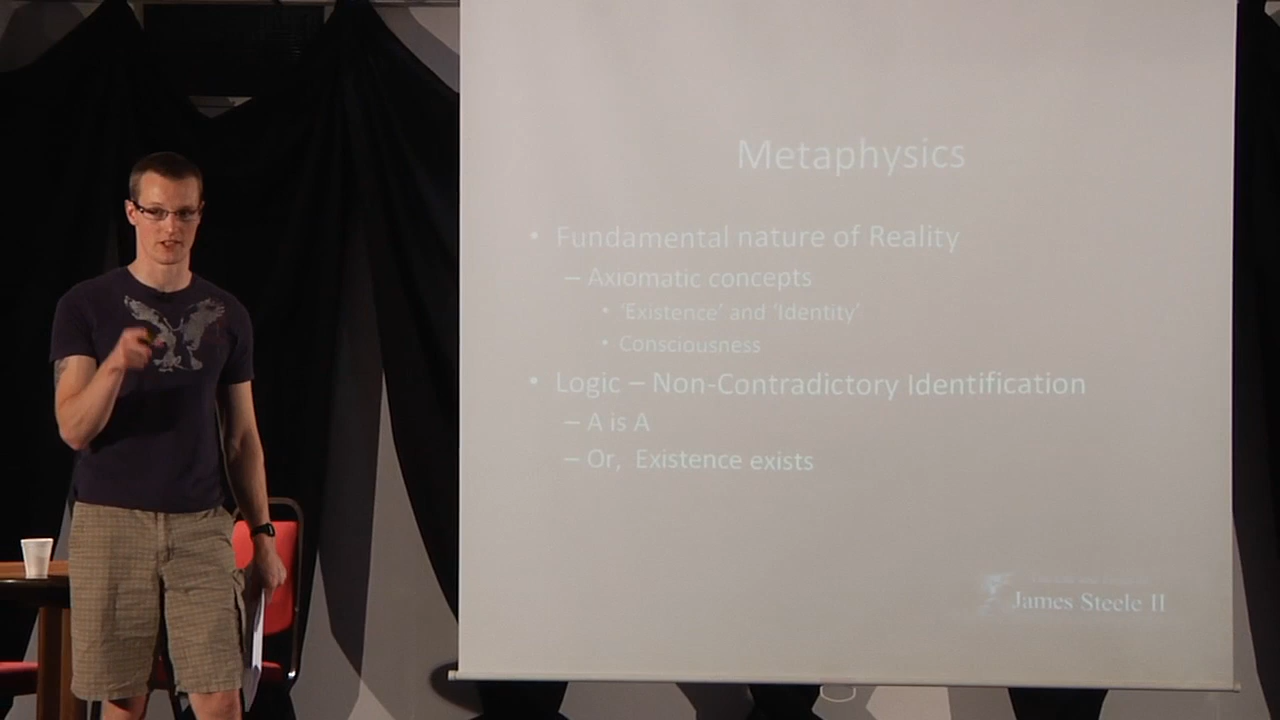 Metaphysics
• Fundamental nature of Reality
– Axiomatic concepts
• 'Existence' and 'Identity'
• Consciousness
• Logic – Non-Contradictory Identification
– A is A
– Or, Existence exists
James Steele II